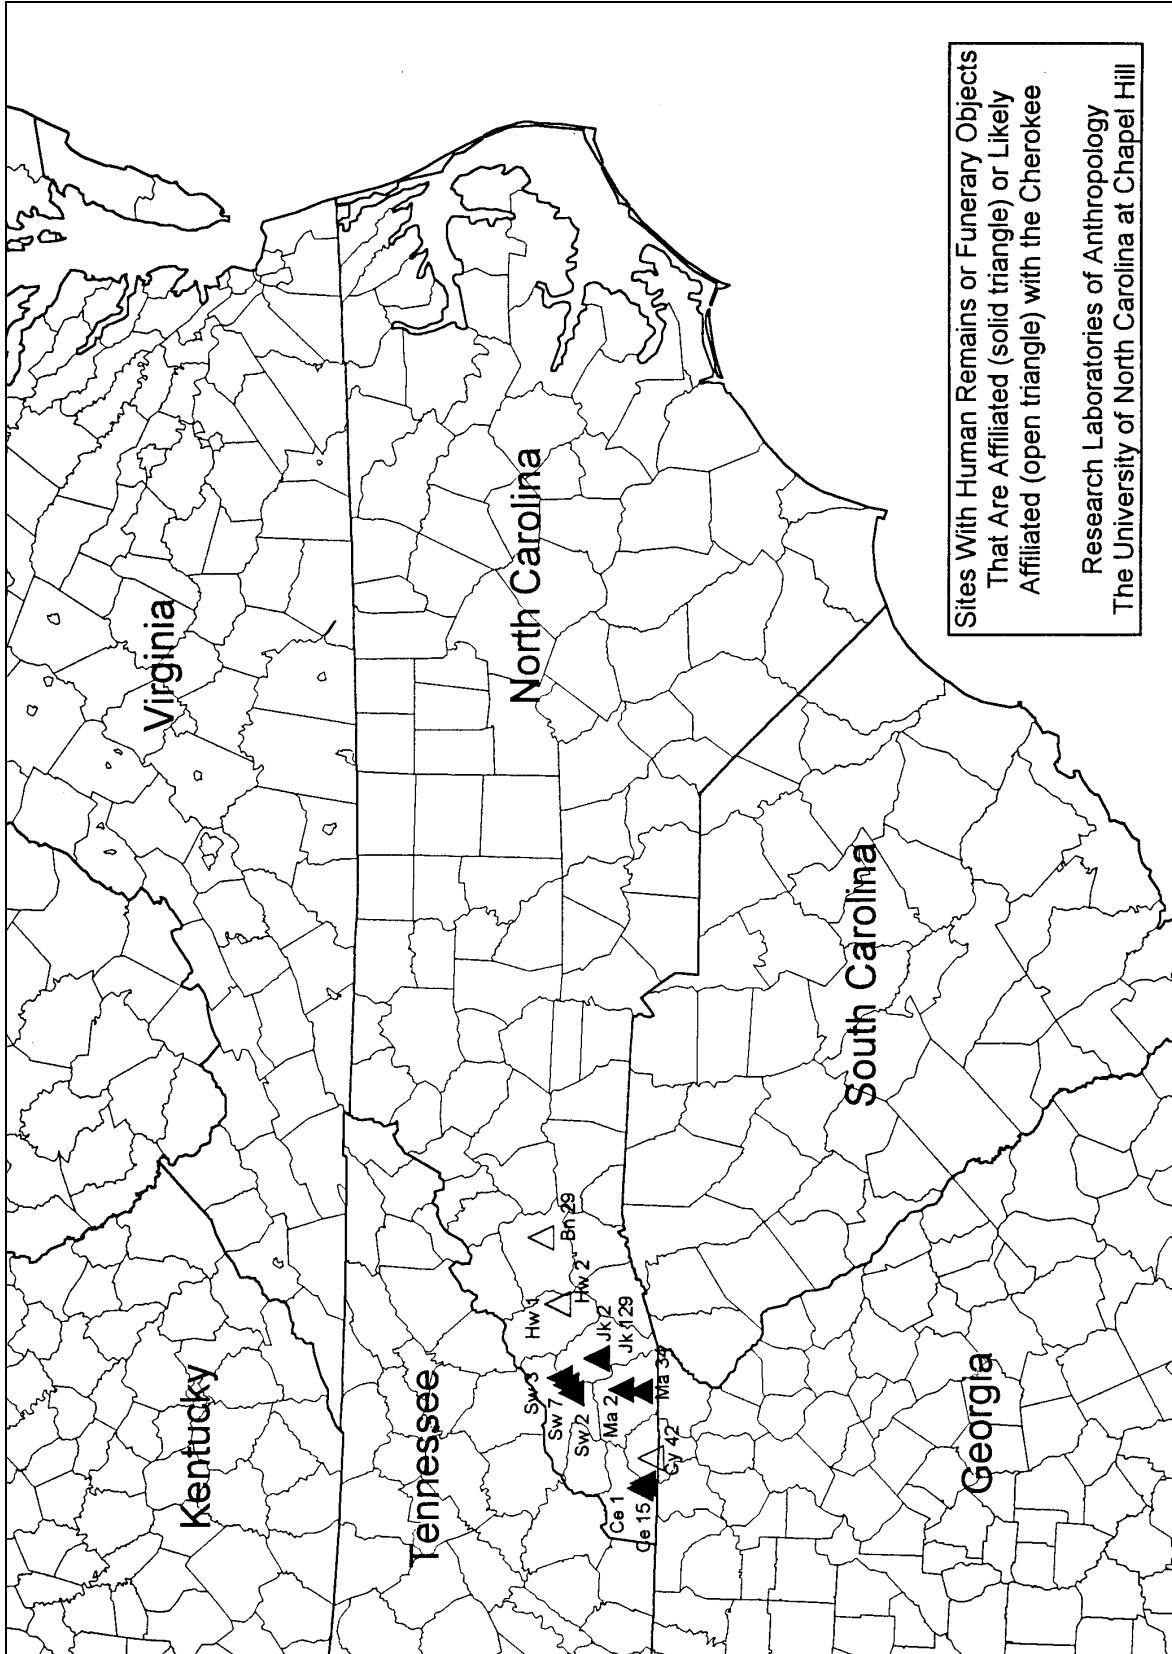 Virginia
Kentucky
Tennessee
North Carolina
South Carolina
Georgia
Hw 1
Bn 29
Hw 2
Sw 3
Sw 7
Sw 2
Jk 2
Jk 129
Ma 2
Ma 34
Cy 42
Ce 1
Ce 15
Sites With Human Remains or Funerary Objects
That Are Affiliated (solid triangle) or Likely
Affiliated (open triangle) with the Cherokee
Research Laboratories of Anthropology
The University of North Carolina at Chapel Hill